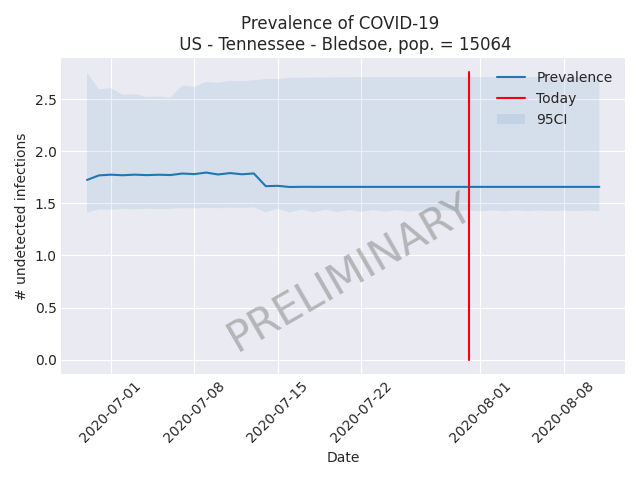 Prevalence of COVID-19
US - Tennessee - Bledsoe, pop. = 15064
Prevalence
Today
95CI
2.5
2.0
1.5
1.0
0.5
0.0
# undetected infections
PRELIMINARY
2020-07-01
2020-07-08
2020-07-15
2020-07-22
2020-08-01
2020-08-08
Date